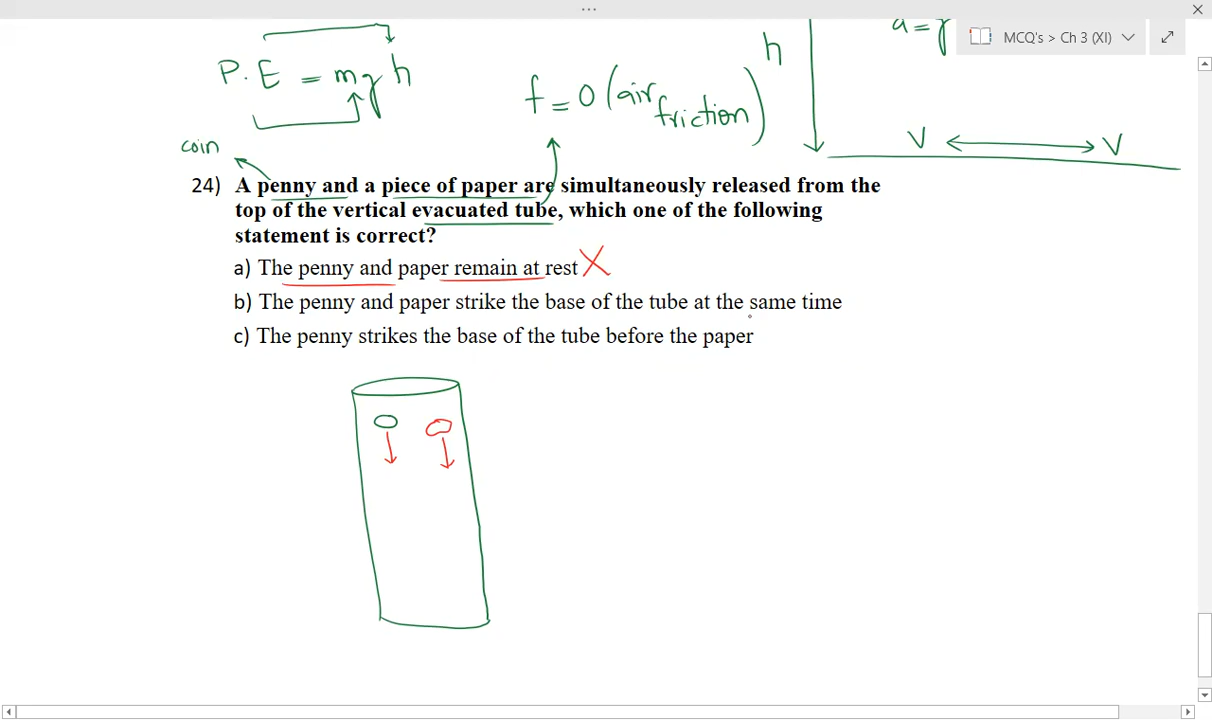 a = g
MCQ's > Ch 3 (XI)
P.E = mgh
f = 0 (air friction)
h
V V
coin
24) A penny and a piece of paper are simultaneously released from the
top of the vertical evacuated tube, which one of the following
statement is correct?
a) The penny and paper remain at rest X
b) The penny and paper strike the base of the tube at the same time
c) The penny strikes the base of the tube before the paper